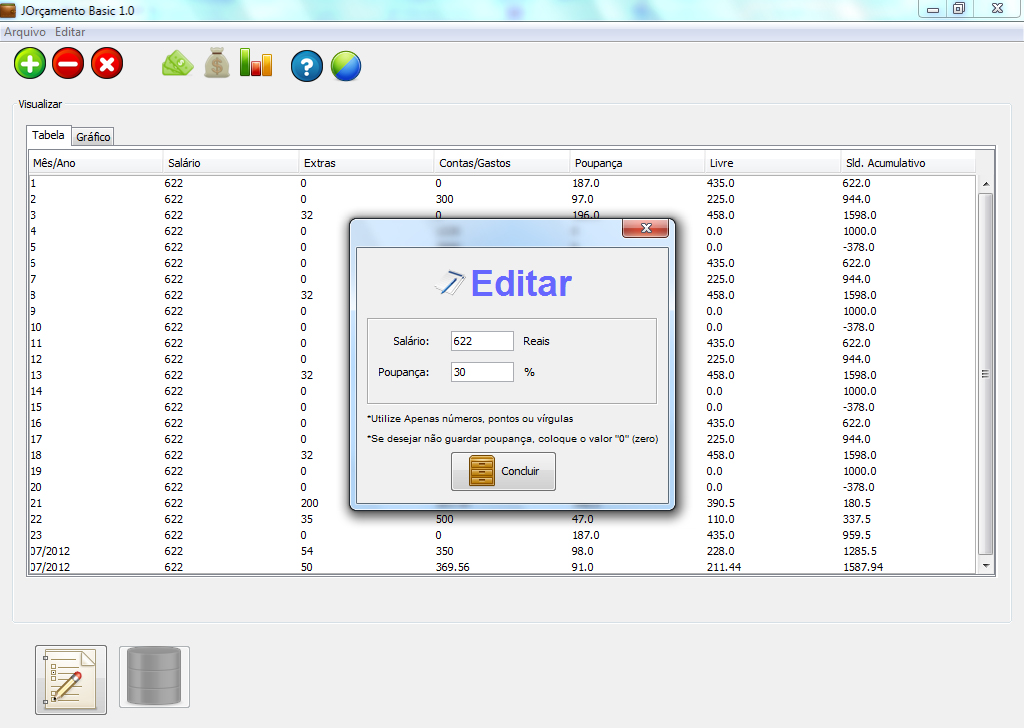 JOrçamento Basic 1.0
Arquivo Editar
Visualizar
Tabela Gráfico
Mês/Ano Salário Extras Contas/Gastos Poupança Livre Sld. Acumulativo
1 622 0 0 187.0 435.0 622.0
2 622 0 300 97.0 225.0 944.0
3 622 32 0 196.0 458.0 1598.0
4 622 0 0.0 1000.0
5 622 0 0.0 -378.0
6 622 0 435.0 622.0
7 622 0 225.0 944.0
8 622 32 458.0 1598.0
9 622 0 0.0 1000.0
10 622 0 0.0 -378.0
11 622 0 435.0 622.0
12 622 0 225.0 944.0
13 622 32 458.0 1598.0
14 622 0 0.0 1000.0
15 622 0 0.0 -378.0
16 622 0 435.0 622.0
17 622 0 225.0 944.0
18 622 32 458.0 1598.0
19 622 0 0.0 1000.0
20 622 0 0.0 -378.0
21 622 200 390.5 180.5
22 622 35 500 47.0 110.0 337.5
23 622 0 0 187.0 435.0 959.5
07/2012 622 54 350 98.0 228.0 1285.5
07/2012 622 50 369.56 91.0 211.44 1587.94
Editar
Salário: 622 Reais
Poupança: 30 %
*Utilize Apenas números, pontos ou vírgulas
*Se desejar não guardar poupança, coloque o valor "0" (zero)
Concluir